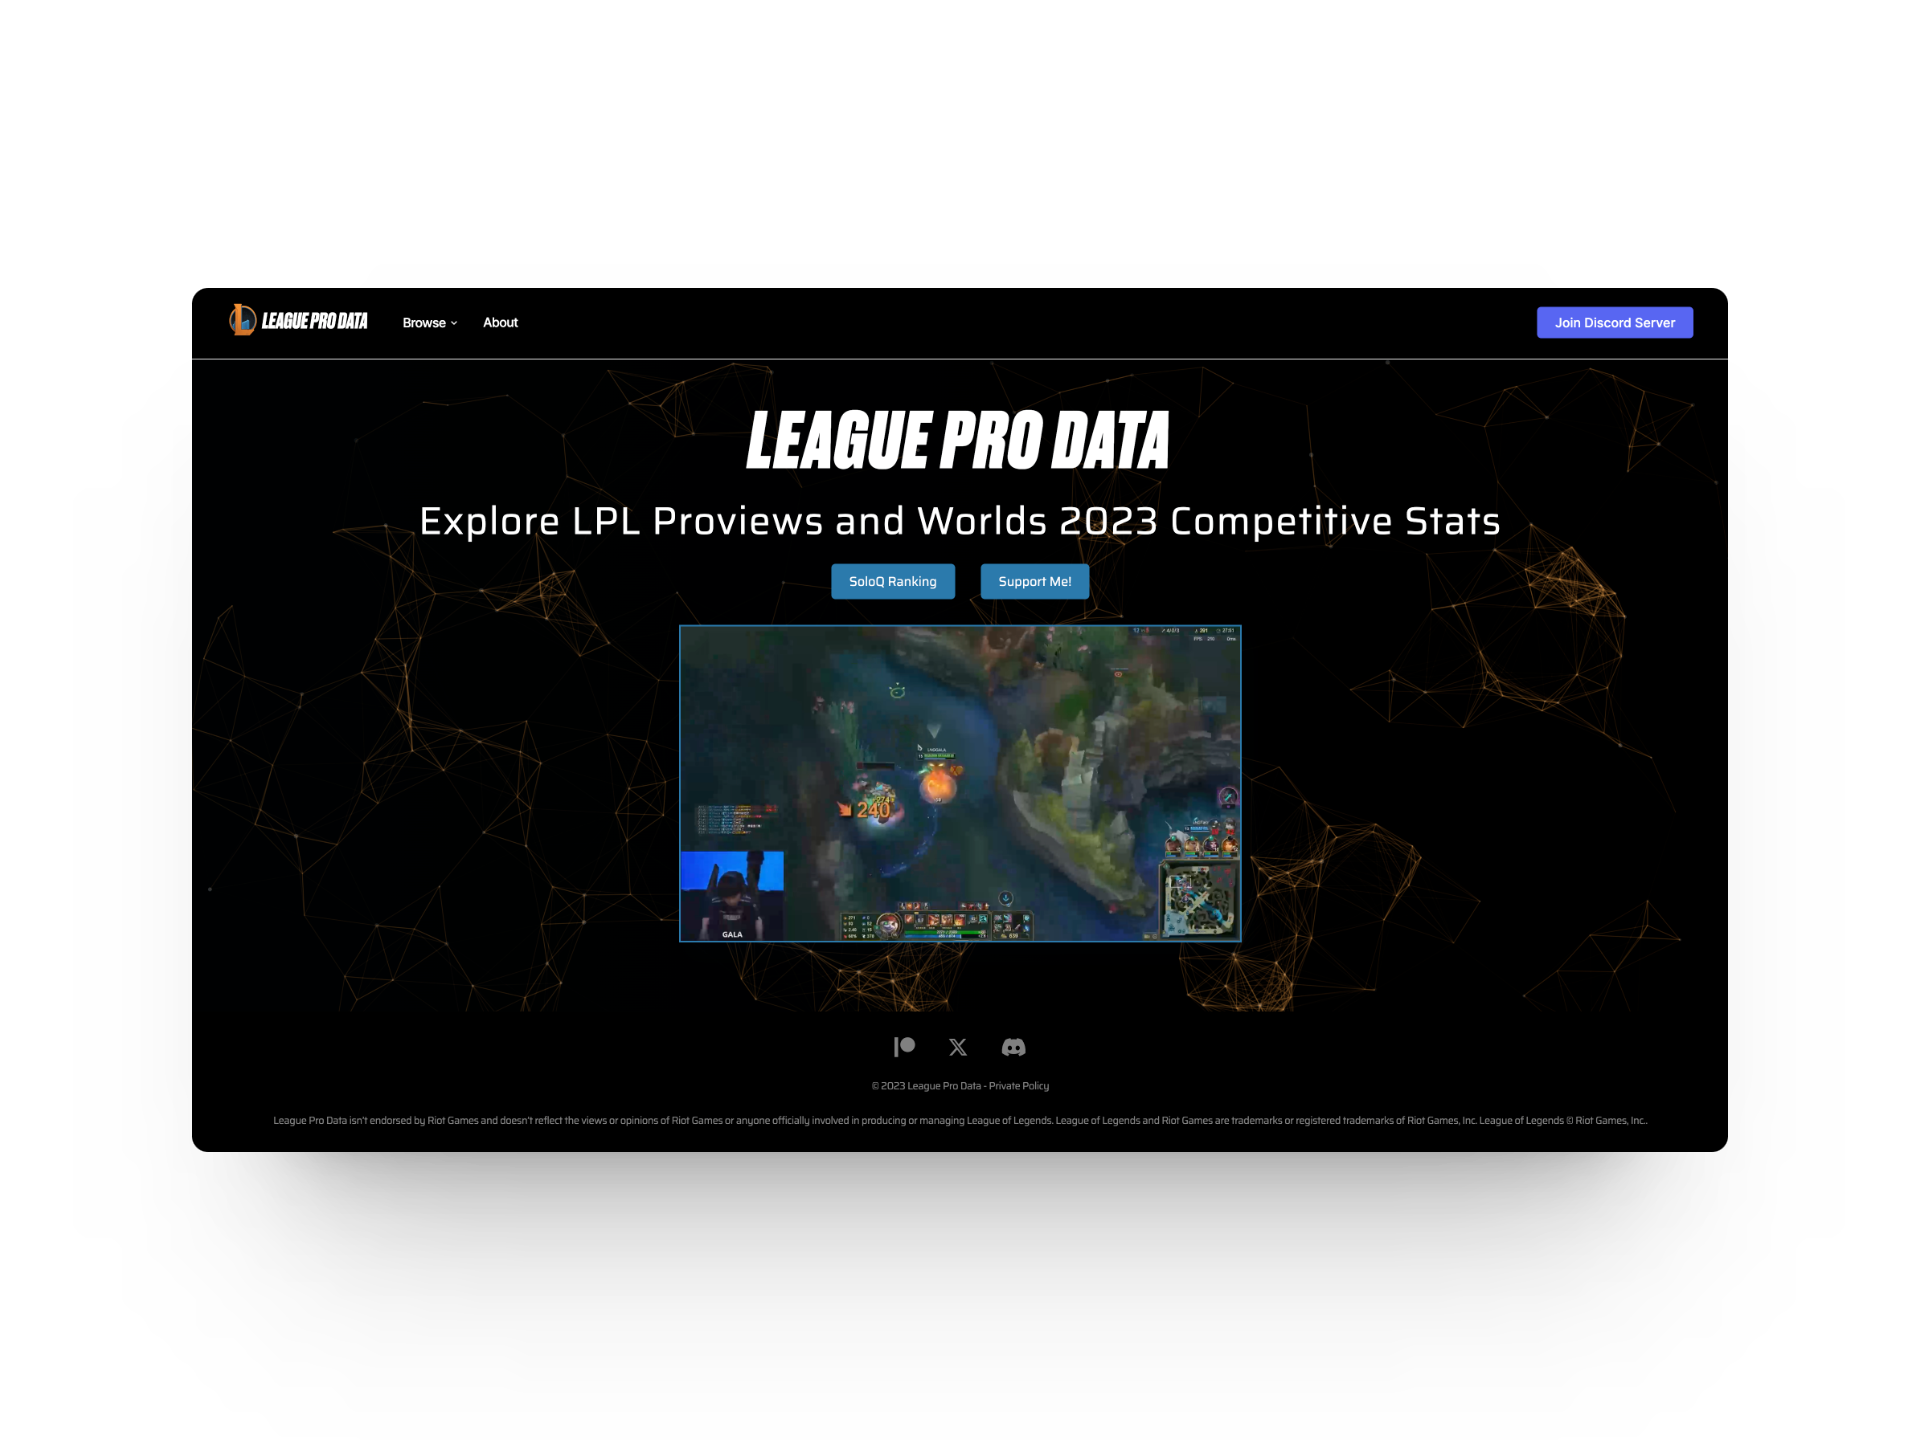 LEAGUE PRO DATA
Browse
About
Join Discord Server
LEAGUE PRO DATA
Explore LPL Proviews and Worlds 2023 Competitive Stats
SoloQ Ranking
Support Me!
240
GALA
© 2023 League Pro Data - Private Policy
League Pro Data isn't endorsed by Riot Games and doesn't reflect the views or opinions of Riot Games or anyone officially involved in producing or managing League of Legends. League of Legends and Riot Games are trademarks or registered trademarks of Riot Games, Inc. League of Legends © Riot Games, Inc..